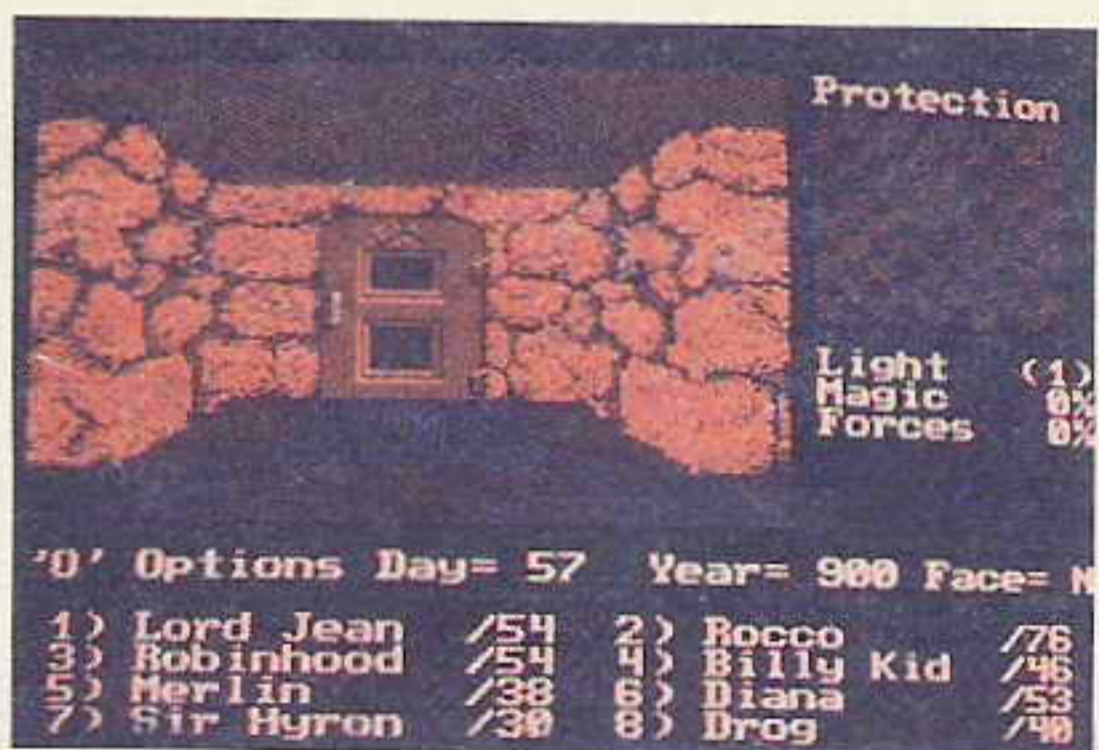 Protection
Light (1)
Magic 0%
Forces 0%
'O' Options Day= 57 Year= 900 Face= N
1) Lord Jean /54 2) Rocco /76
3) Robinhood /54 4) Billy Kid /46
5) Merlin /38 6) Diana /53
7) Sir Hyron /30 8) Drog /40